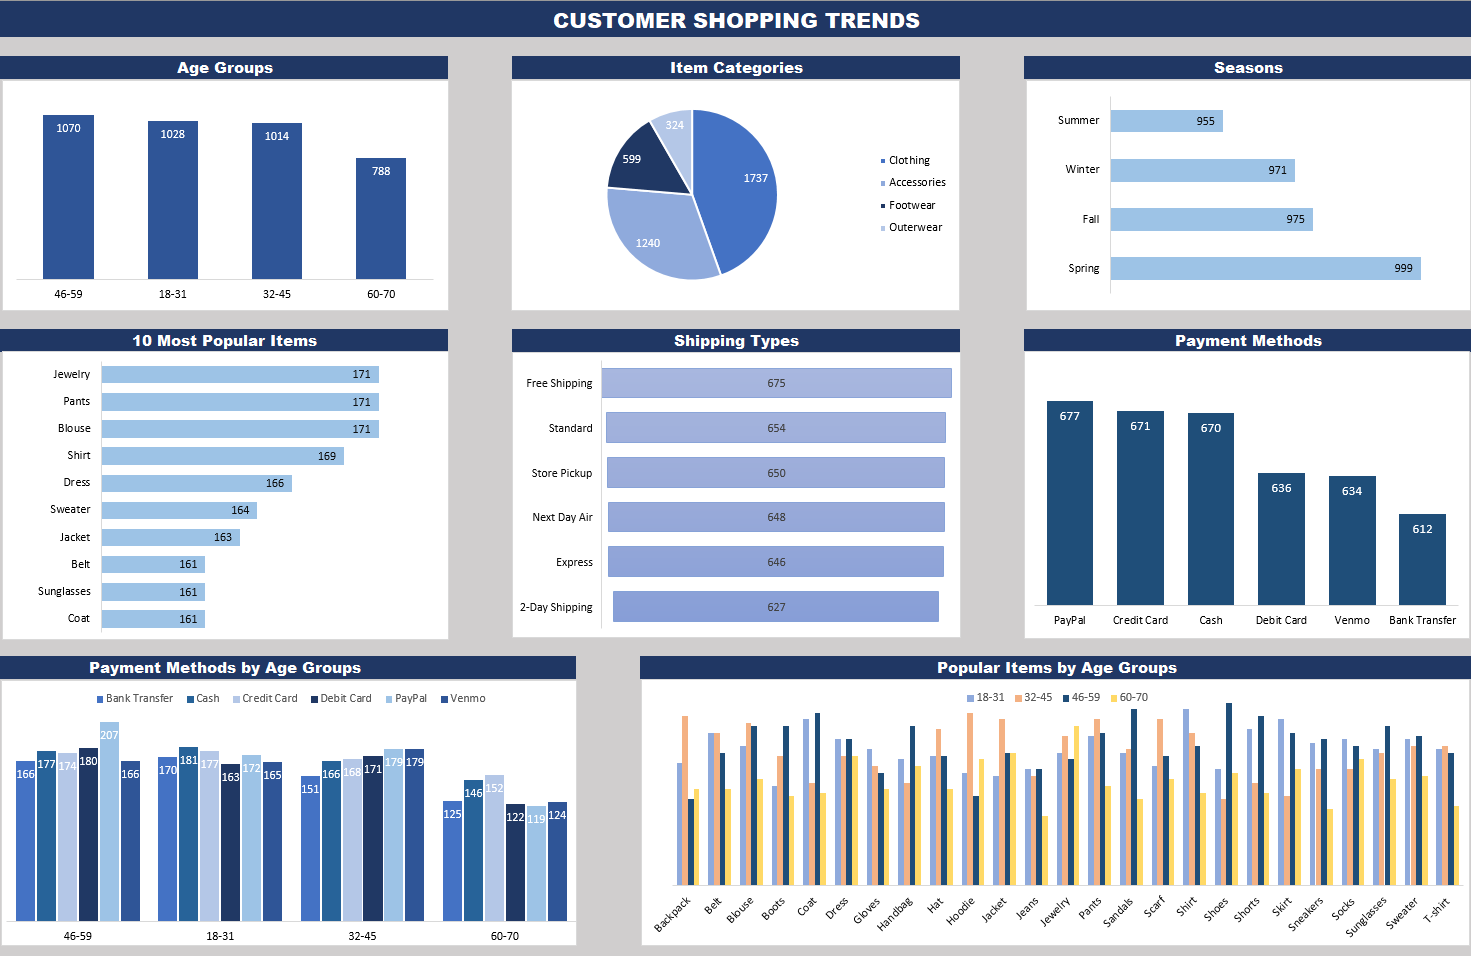 CUSTOMER SHOPPING TRENDS
Age Groups
1070
1028
1014
788
46-59
18-31
32-45
60-70
Item Categories
324
599
1737
1240
Clothing
Accessories
Footwear
Outerwear
Seasons
Summer 955
Winter 971
Fall 975
Spring 999
10 Most Popular Items
Jewelry 171
Pants 171
Blouse 171
Shirt 169
Dress 166
Sweater 164
Jacket 163
Belt 161
Sunglasses 161
Coat 161
Shipping Types
Free Shipping 675
Standard 654
Store Pickup 650
Next Day Air 648
Express 646
2-Day Shipping 627
Payment Methods
677
671
670
636
634
612
PayPal
Credit Card
Cash
Debit Card
Venmo
Bank Transfer
Payment Methods by Age Groups
Bank Transfer Cash Credit Card Debit Card PayPal Venmo
166 177 174 180 207 166
170 181 177 163 172 165
151 166 168 171 179 179
125 146 152 122 119 124
46-59 18-31 32-45 60-70
Popular Items by Age Groups
18-31 32-45 46-59 60-70
Backpack
Belt
Blouse
Boots
Coat
Dress
Gloves
Handbag
Hat
Hoodie
Jacket
Jeans
Jewelry
Pants
Sandals
Scarf
Shirt
Shoes
Shorts
Skirt
Sneakers
Socks
Sunglasses
Sweater
T-shirt